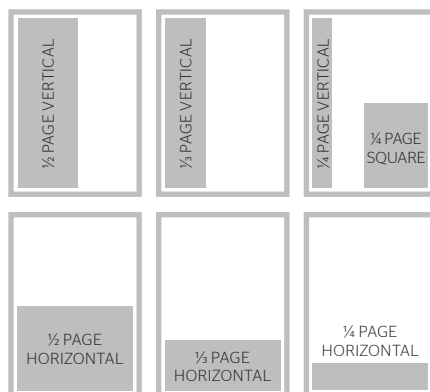 ½ PAGE VERTICAL
⅓ PAGE VERTICAL
¼ PAGE VERTICAL
¼ PAGE
SQUARE
½ PAGE
HORIZONTAL
⅓ PAGE
HORIZONTAL
¼ PAGE
HORIZONTAL